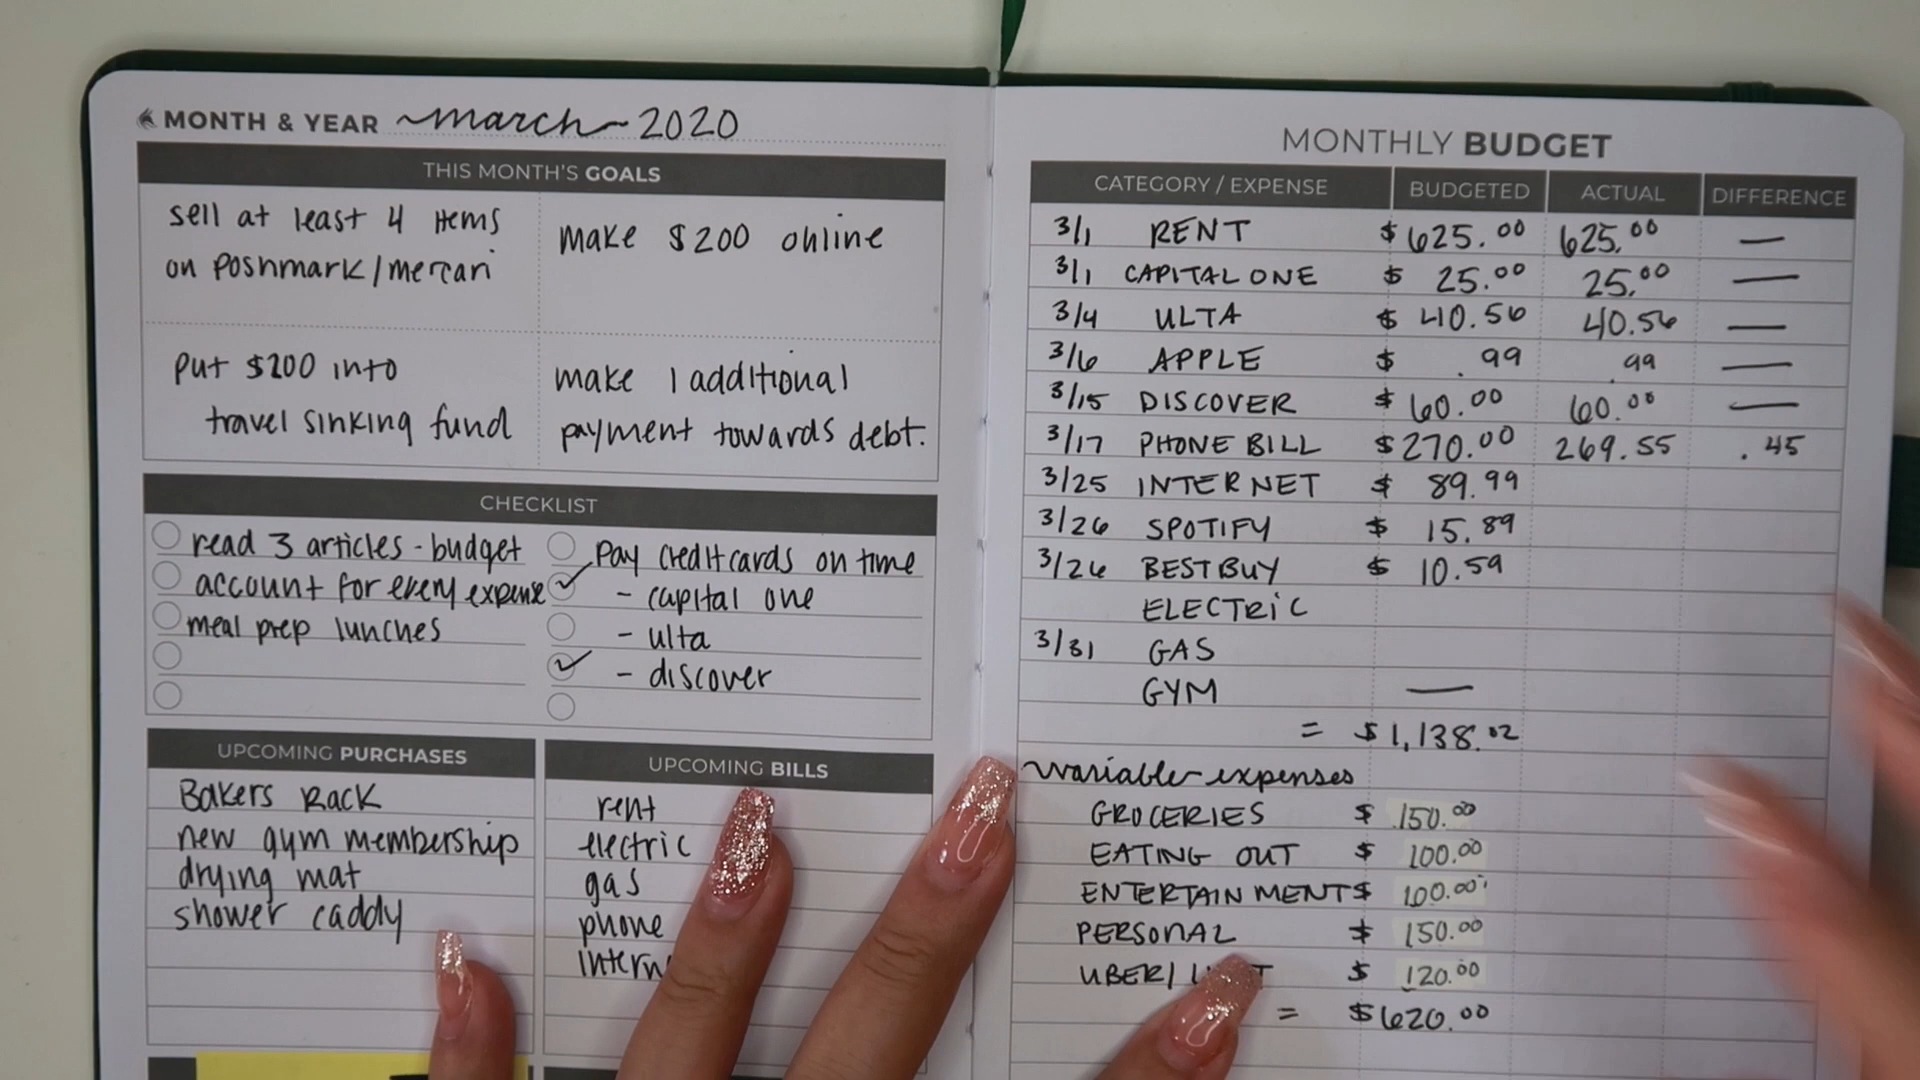 MONTH & YEAR march 2020
THIS MONTH'S GOALS
sell at least 4 items
on poshmark/mercari
make $200 online
put $200 into
travel sinking fund
make 1 additional
payment towards debt.
CHECKLIST
read 3 articles - budget
account for every expense
meal prep lunches
pay credit cards on time
- capital one
- ulta
- discover
UPCOMING PURCHASES
Bakers Rack
new gym membership
drying mat
shower caddy
UPCOMING BILLS
rent
electric
gas
phone
MONTHLY BUDGET
CATEGORY / EXPENSE BUDGETED ACTUAL DIFFERENCE
3/1 RENT $625.00 625.00 —
3/1 CAPITAL ONE $ 25.00 25.00 —
3/4 ULTA $ 40.56 40.56 —
3/6 APPLE $ .99 .99 —
3/15 DISCOVER $ 60.00 60.00 —
3/17 PHONE BILL $270.00 269.55 .45
3/25 INTERNET $ 89.99
3/26 SPOTIFY $ 15.89
3/26 BEST BUY $ 10.59
ELECTRIC
3/31 GAS
GYM —
= $1,138.02
variable expenses
GROCERIES $ 150.00
EATING OUT $ 100.00
ENTERTAINMENT $ 100.00
PERSONAL $ 150.00
UBER/ $ 120.00
= $620.00